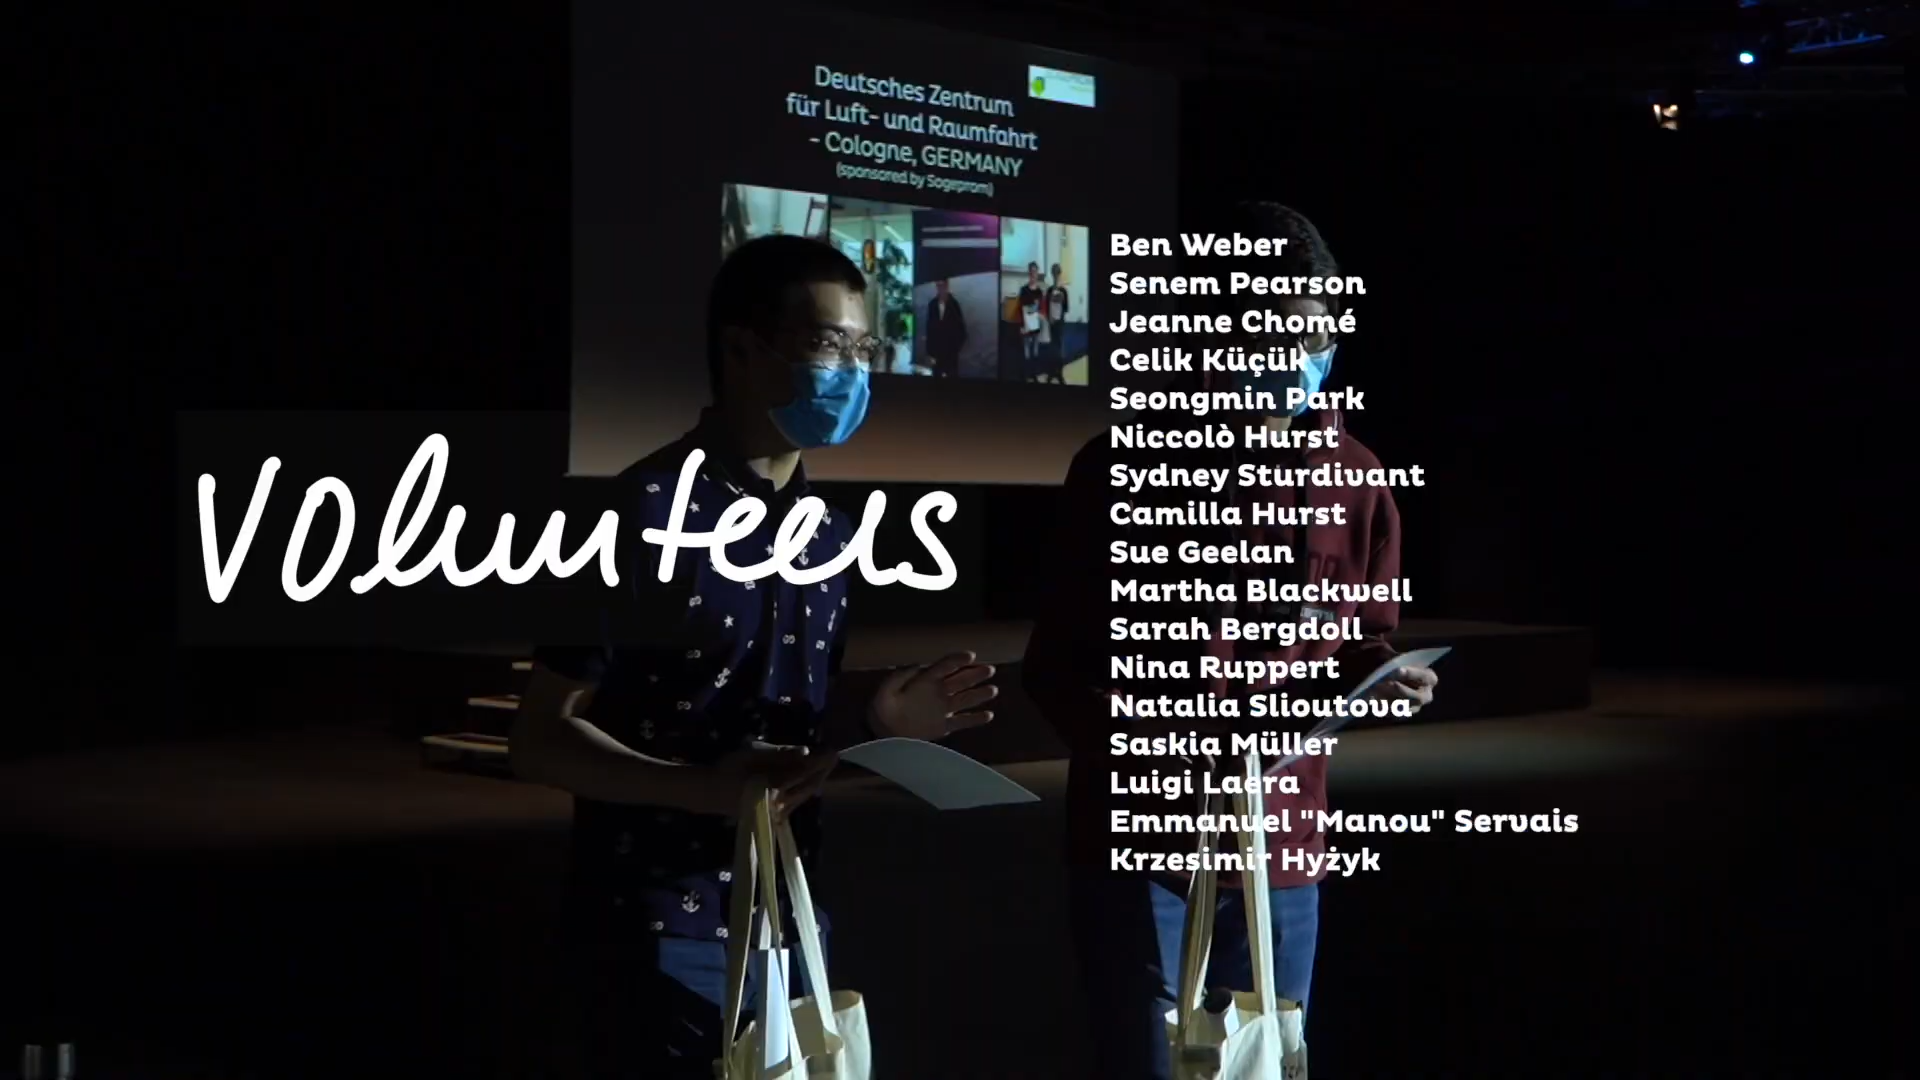 Deutsches Zentrum
für Luft- und Raumfahrt
- Cologne, GERMANY
(sponsored by Sogeprom)
Volunteers
Ben Weber
Senem Pearson
Jeanne Chomé
Celik Küçük
Seongmin Park
Niccolò Hurst
Sydney Sturdivant
Camilla Hurst
Sue Geelan
Martha Blackwell
Sarah Bergdoll
Nina Ruppert
Natalia Slioutova
Saskia Müller
Luigi Laera
Emmanuel "Manou" Servais
Krzesimir Hyżyk